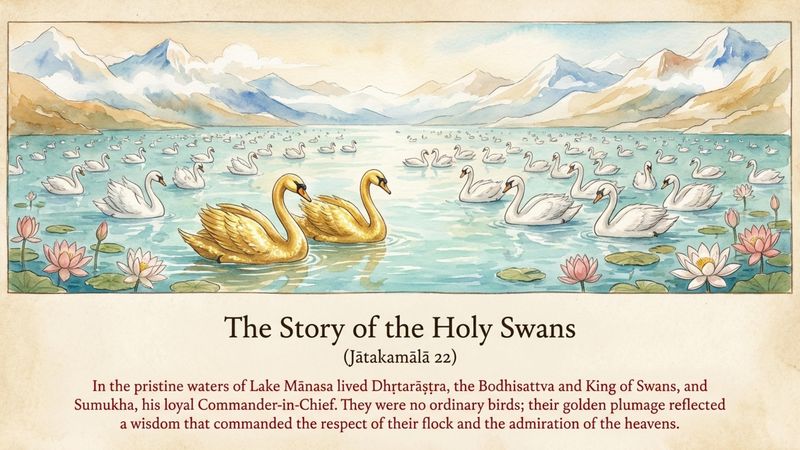 The Story of the Holy Swans
(Jātakamālā 22)
In the pristine waters of Lake Mānasa lived Dhṛtarāṣṭra, the Bodhisattva and King of Swans, and
Sumukha, his loyal Commander-in-Chief. They were no ordinary birds; their golden plumage reflected
a wisdom that commanded the respect of their flock and the admiration of the heavens.